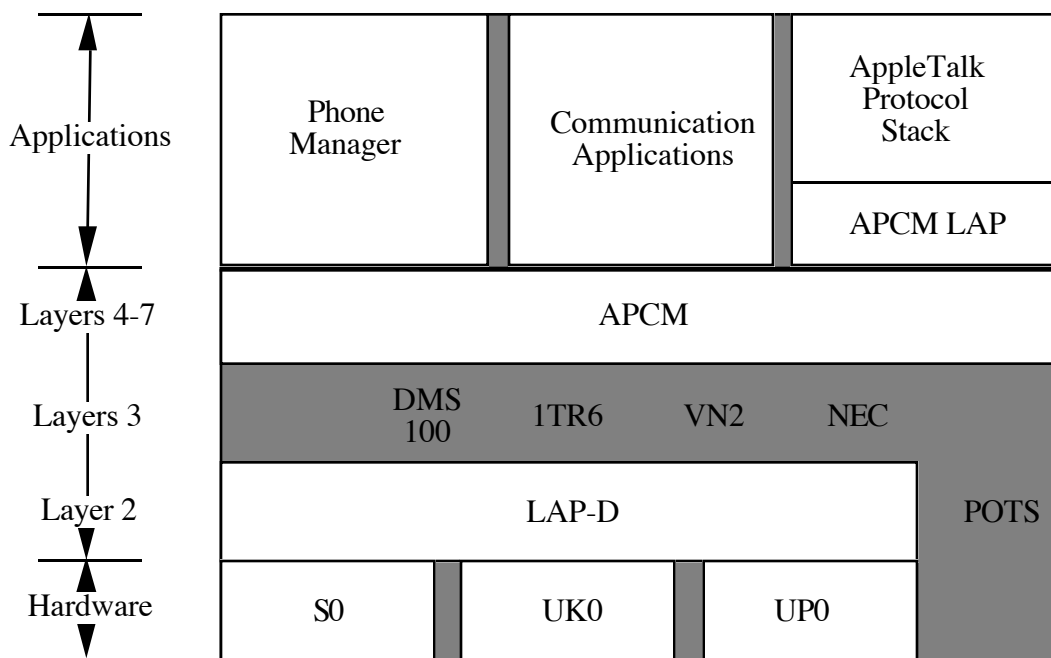 Applications
Phone
Manager
Communication
Applications
AppleTalk
Protocol
Stack
APCM LAP
Layers 4-7
APCM
Layers 3
DMS
100
1TR6
VN2
NEC
Layer 2
LAP-D
POTS
Hardware
S0
UK0
UP0